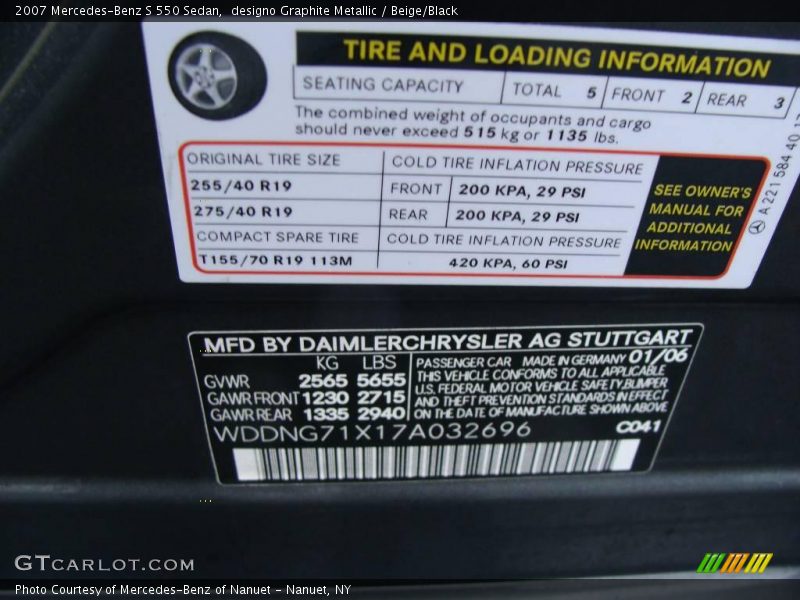 2007 Mercedes-Benz S 550 Sedan,  designo Graphite Metallic / Beige/Black
TIRE AND LOADING INFORMATION
SEATING CAPACITY TOTAL 5 FRONT 2 REAR 3
The combined weight of occupants and cargo
should never exceed 515 kg or 1135 lbs.
ORIGINAL TIRE SIZE COLD TIRE INFLATION PRESSURE
255/40 R19 FRONT 200 KPA, 29 PSI
275/40 R19 REAR 200 KPA, 29 PSI
COMPACT SPARE TIRE COLD TIRE INFLATION PRESSURE
T155/70 R19 113M 420 KPA, 60 PSI
SEE OWNER'S
MANUAL FOR
ADDITIONAL
INFORMATION
A 221 584 40
MFD BY DAIMLERCHRYSLER AG STUTTGART
KG LBS
GVWR 2565 5655
GAWR FRONT 1230 2715
GAWR REAR 1335 2940
PASSENGER CAR MADE IN GERMANY 01/06
THIS VEHICLE CONFORMS TO ALL APPLICABLE
U.S. FEDERAL MOTOR VEHICLE SAFETY,BUMPER
AND THEFT PREVENTION STANDARDS IN EFFECT
ON THE DATE OF MANUFACTURE SHOWN ABOVE
WDDNG71X17A032696 C041
GTCARLOT.COM
Photo Courtesy of Mercedes-Benz of Nanuet - Nanuet, NY